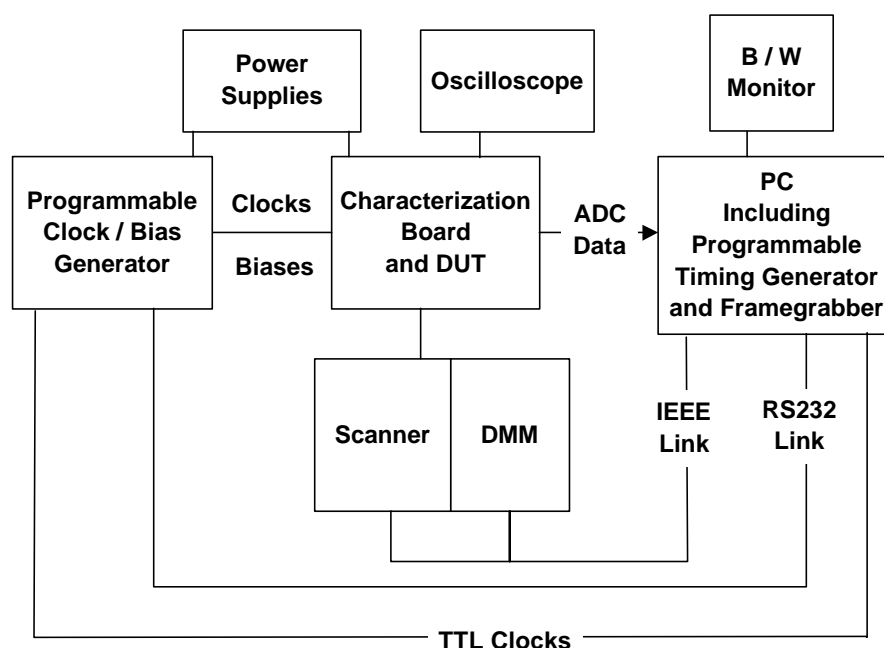 Power
Supplies
Oscilloscope
B / W
Monitor
Programmable
Clock / Bias
Generator
Clocks
Biases
Characterization
Board
and DUT
ADC
Data
PC
Including
Programmable
Timing Generator
and Framegrabber
Scanner
DMM
IEEE
Link
RS232
Link
TTL Clocks